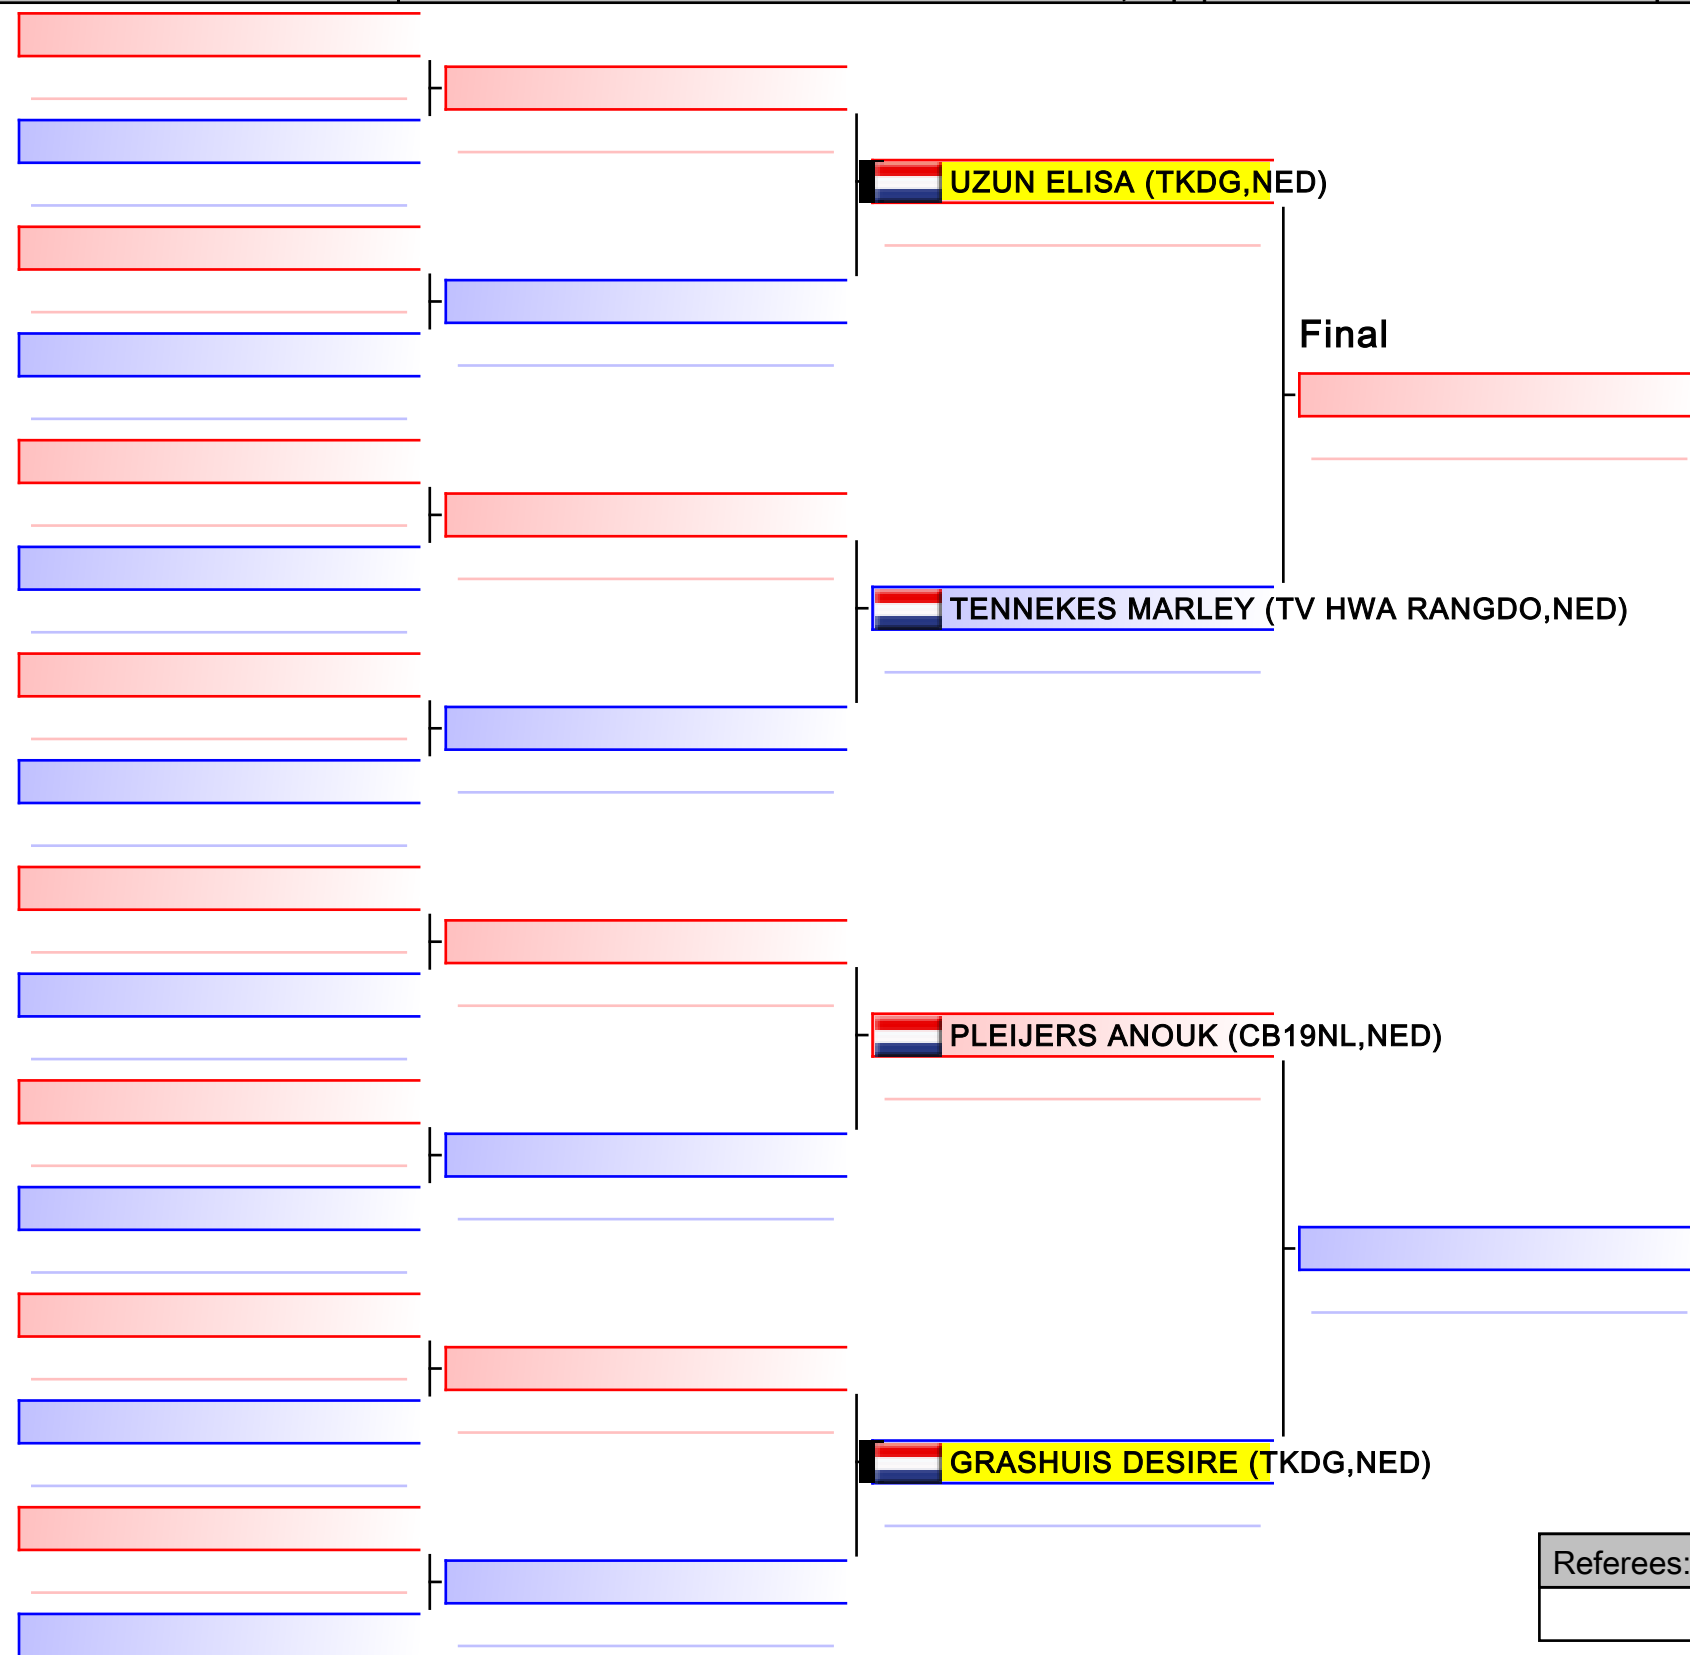 UZUN ELISA (TKDG,NED)
Final
TENNEKES MARLEY (TV HWA RANGDO,NED)
PLEIJERS ANOUK (CB19NL,NED)
GRASHUIS DESIRE (TKDG,NED)
Referees: